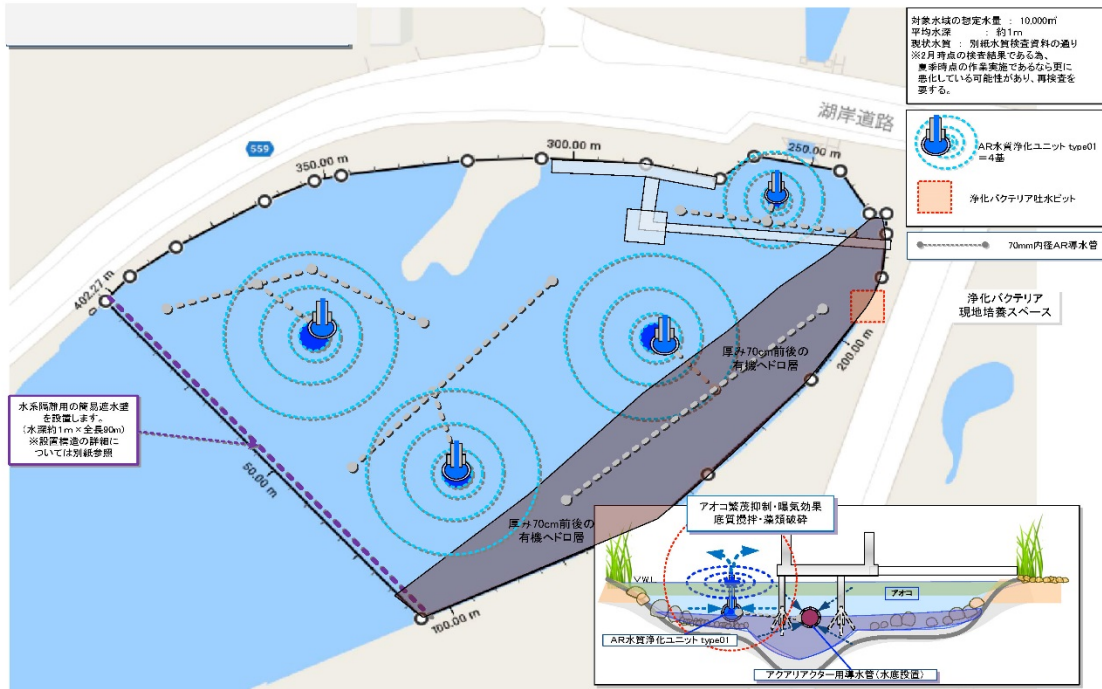 対象水域の想定水量 : 10,000㎥
平均水深 : 約1m
現状水質 : 別紙水質検査資料の通り
※2月時点の検査結果である為、
夏季時点の作業実施であるなら更に
悪化している可能性があり、再検査を
要する。
湖岸道路
559
AR水質浄化ユニット type01
=4基
浄化バクテリア吐水ピット
70mm内径AR導水管
350.00 m
300.00 m
250.00 m
402.27 m
浄化バクテリア
現地培養スペース
200.00 m
厚み70cm前後の
有機ヘドロ層
水系隔離用の簡易遮水壁
を設置します。
(水深約1m×全長90m)
※設置構造の詳細に
ついては別紙参照
50.00 m
厚み70cm前後の
有機ヘドロ層
100.00 m
アオコ繁茂抑制・曝気効果
底質攪拌・藻類破砕
W.L
アオコ
AR水質浄化ユニット type01
アクアリアクター用導水管(水底設置)